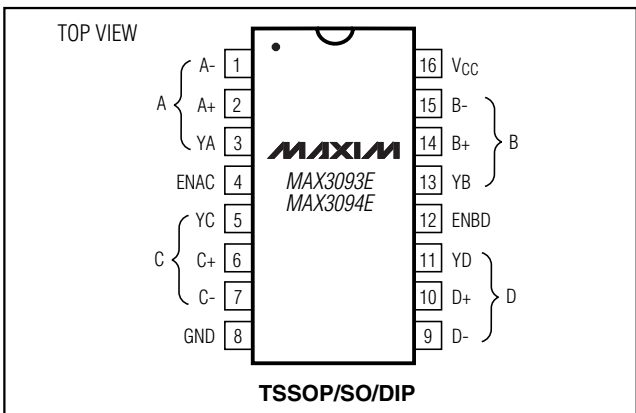 TOP VIEW
A- 1 16 VCC
A A+ 2 15 B- B
YA 3 14 B+
ENAC 4 13 YB
MAXIM
MAX3093E
MAX3094E
YC 5 12 ENBD
C C+ 6 11 YD
C- 7 10 D+ D
GND 8 9 D-
TSSOP/SO/DIP